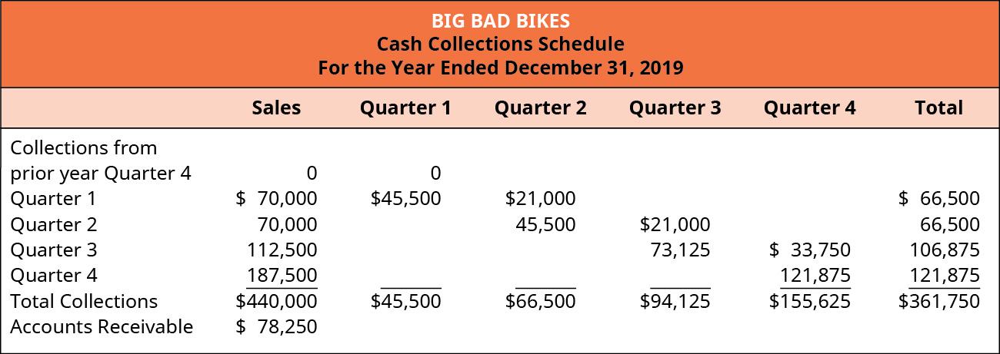 BIG BAD BIKES
Cash Collections Schedule
For the Year Ended December 31, 2019
Sales Quarter 1 Quarter 2 Quarter 3 Quarter 4 Total
Collections from
prior year Quarter 4 0 0
Quarter 1 $ 70,000 $45,500 $21,000 $ 66,500
Quarter 2 70,000 45,500 $21,000 66,500
Quarter 3 112,500 73,125 $ 33,750 106,875
Quarter 4 187,500 121,875 121,875
Total Collections $440,000 $45,500 $66,500 $94,125 $155,625 $361,750
Accounts Receivable $ 78,250